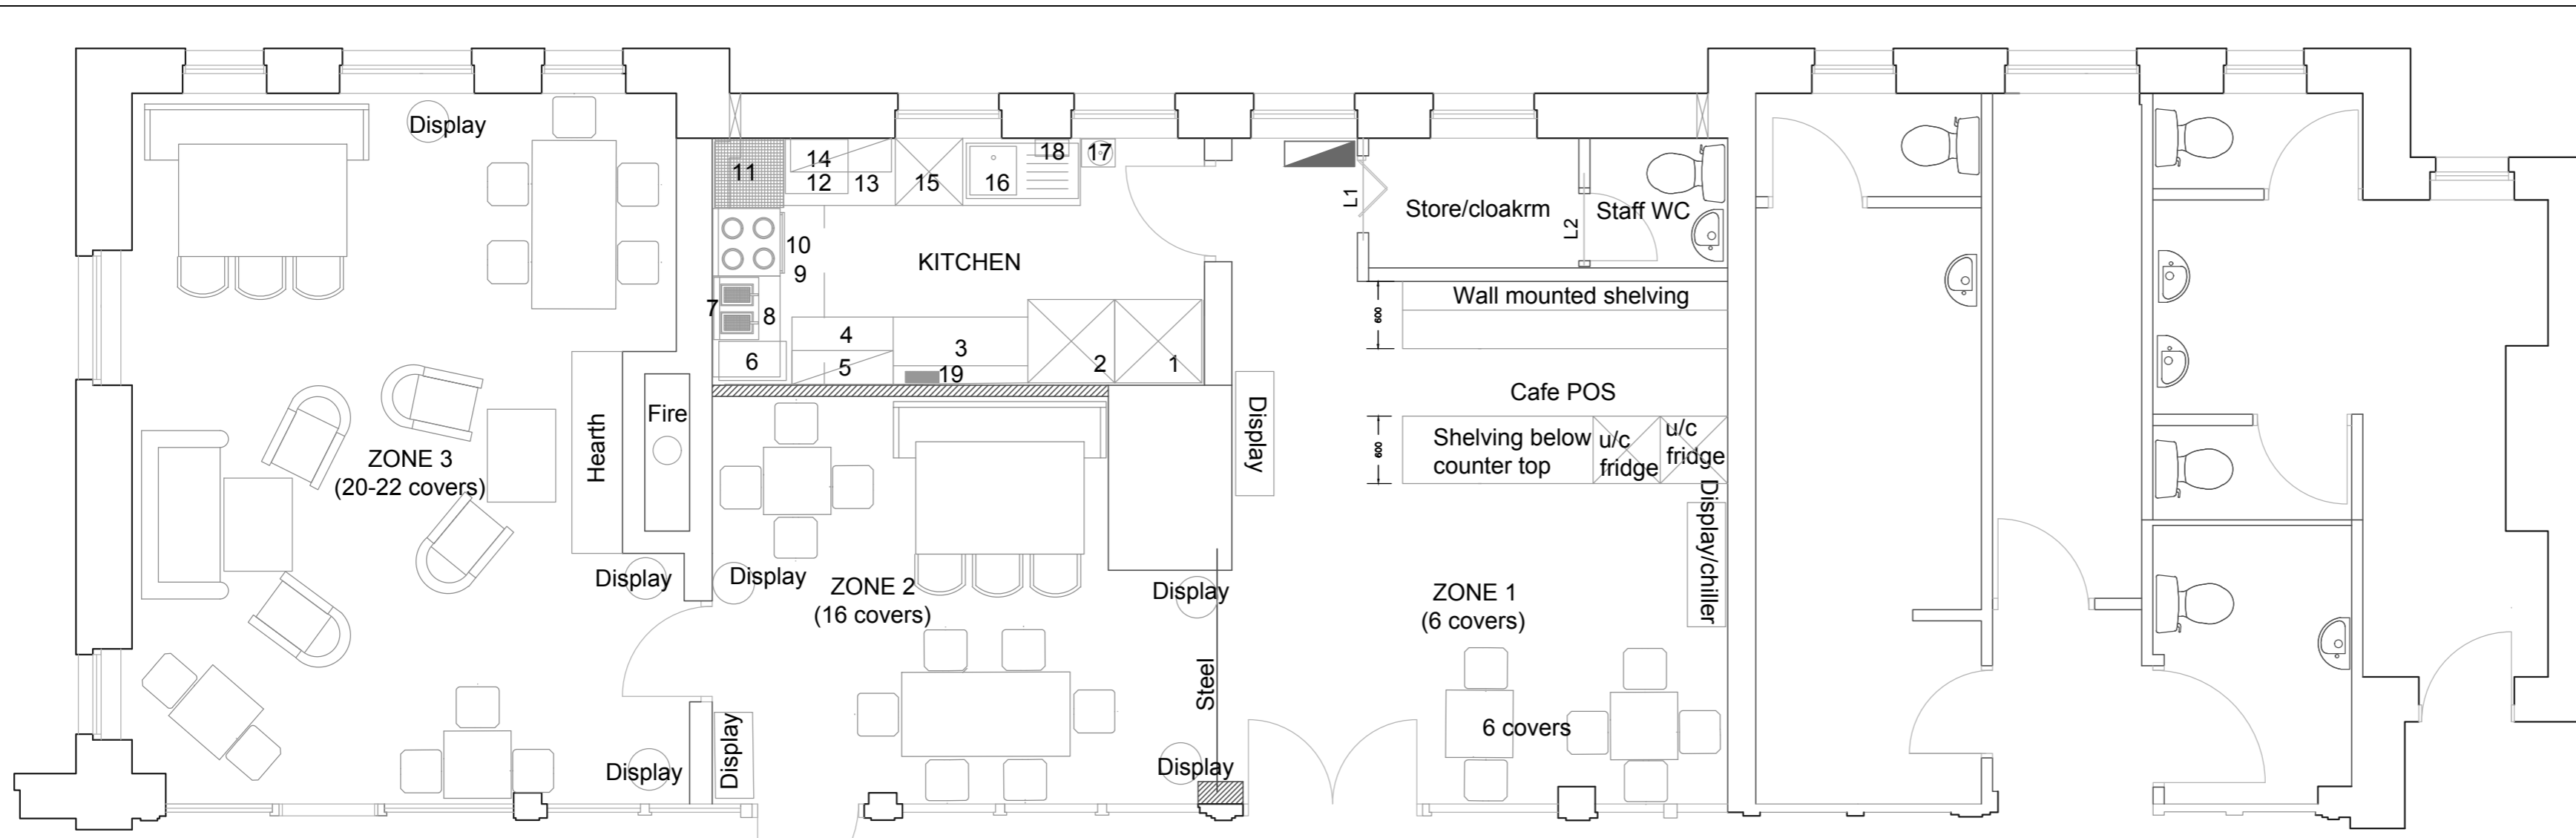 Display
14
12
13
11
15
16
18
17
10
9
KITCHEN
7
8
6
4
5
3
19
2
1
L1
Store/cloakrm
L2
Staff WC
Wall mounted shelving
600
Cafe POS
600
Shelving below
counter top
u/c
fridge
u/c
fridge
Display
Display/chiller
Fire
Hearth
ZONE 3
(20-22 covers)
Display
Display
ZONE 2
(16 covers)
Display
ZONE 1
(6 covers)
Steel
6 covers
Display
Display
Display